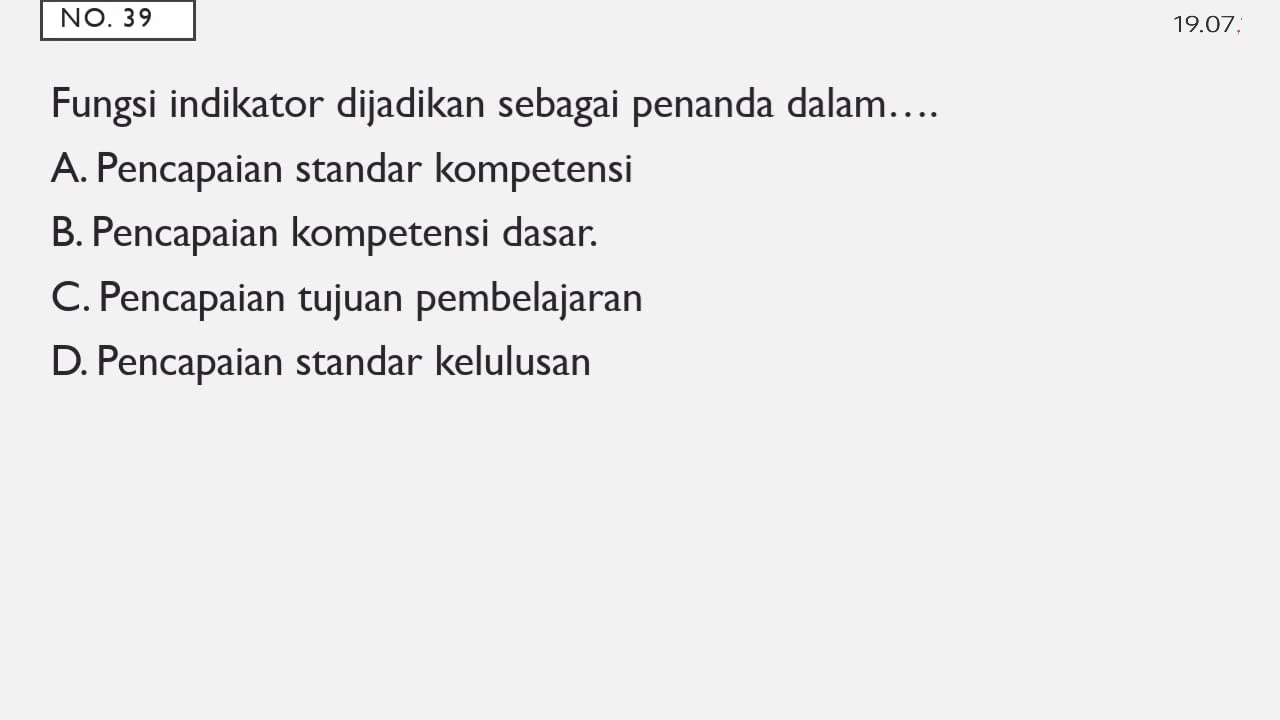 NO. 39
19.07.
Fungsi indikator dijadikan sebagai penanda dalam….
A. Pencapaian standar kompetensi
B. Pencapaian kompetensi dasar.
C. Pencapaian tujuan pembelajaran
D. Pencapaian standar kelulusan